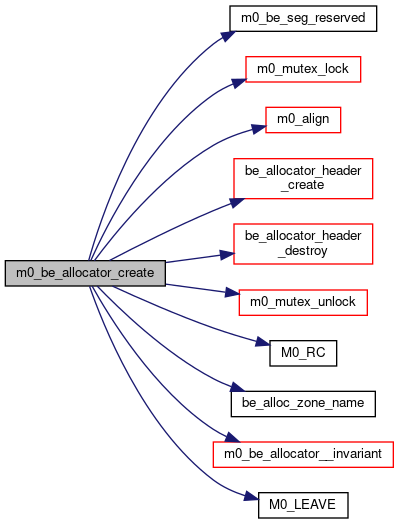 m0_be_allocator_create
m0_be_seg_reserved
m0_mutex_lock
m0_align
be_allocator_header
_create
be_allocator_header
_destroy
m0_mutex_unlock
M0_RC
be_alloc_zone_name
m0_be_allocator__invariant
M0_LEAVE